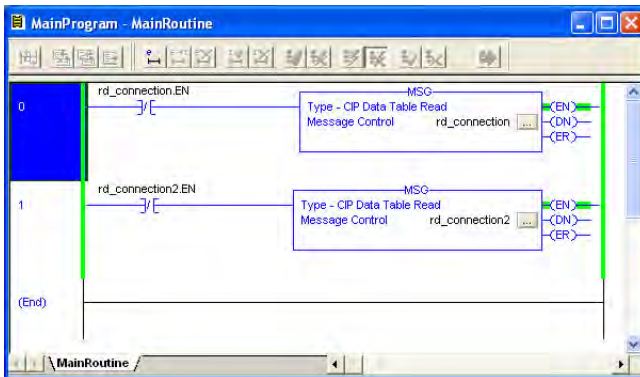 MainProgram - MainRoutine
0
rd_connection.EN
MSG
Type - CIP Data Table Read
Message Control rd_connection ...
(EN)
(DN)
(ER)
1
rd_connection2.EN
MSG
Type - CIP Data Table Read
Message Control rd_connection2 ...
(EN)
(DN)
(ER)
(End)
MainRoutine